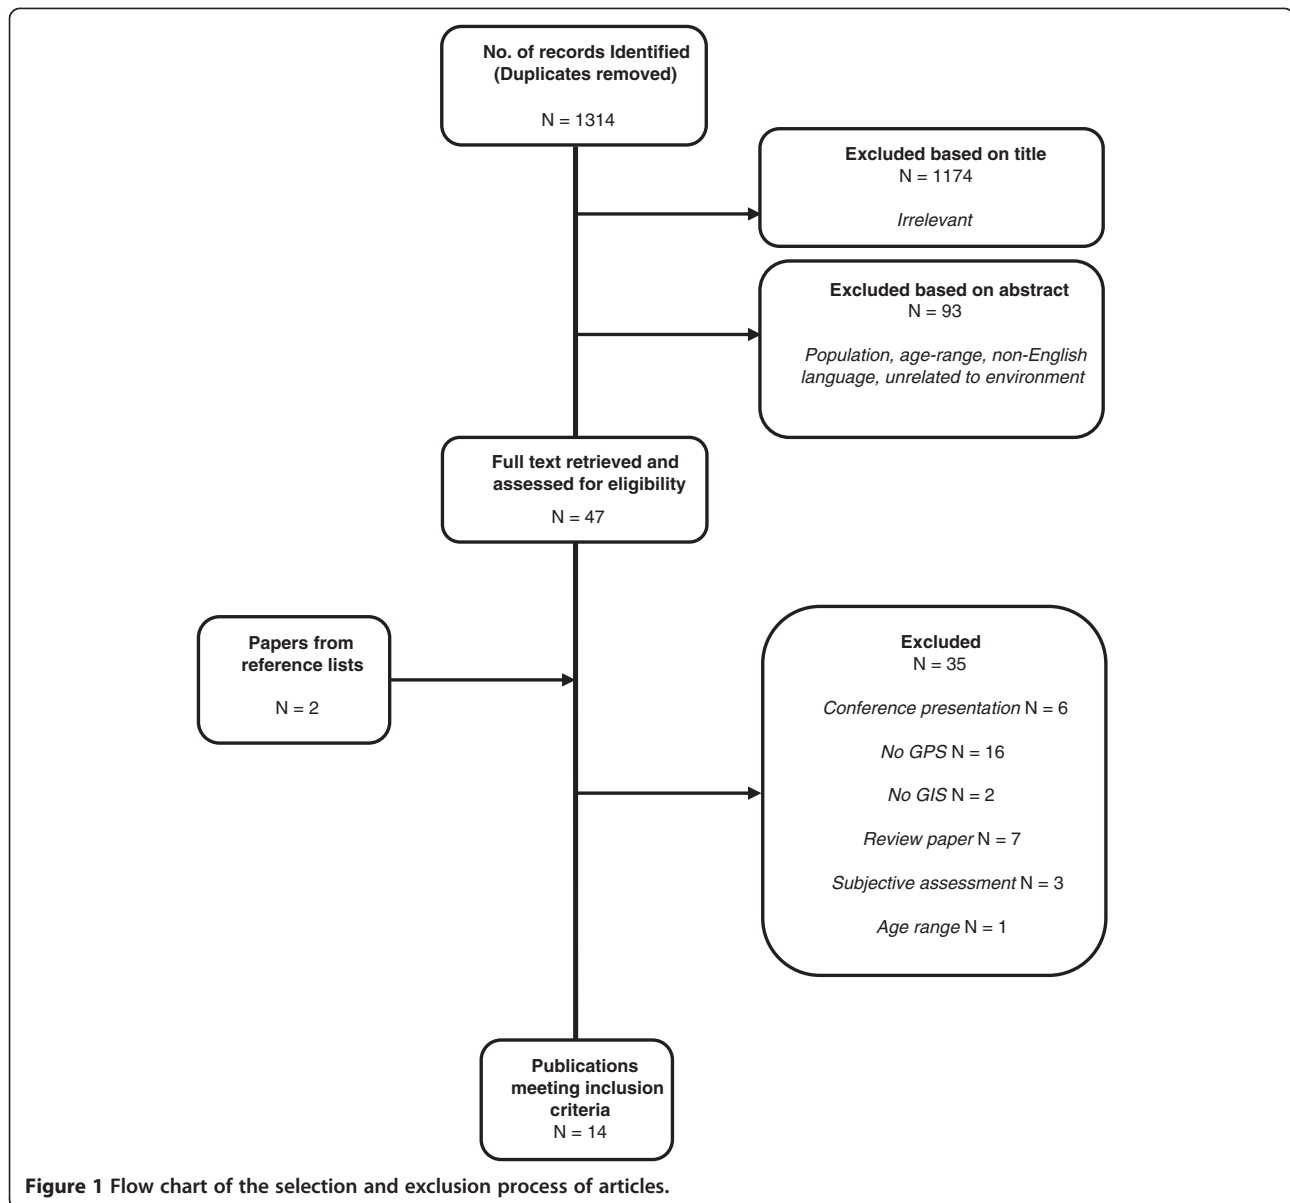 No. of records Identified
(Duplicates removed)
N = 1314
Excluded based on title
N = 1174
Irrelevant
Excluded based on abstract
N = 93
Population, age-range, non-English
language, unrelated to environment
Full text retrieved and
assessed for eligibility
N = 47
Papers from
reference lists
N = 2
Excluded
N = 35
Conference presentation N = 6
No GPS N = 16
No GIS N = 2
Review paper N = 7
Subjective assessment N = 3
Age range N = 1
Publications
meeting inclusion
criteria
N = 14
Figure 1 Flow chart of the selection and exclusion process of articles.